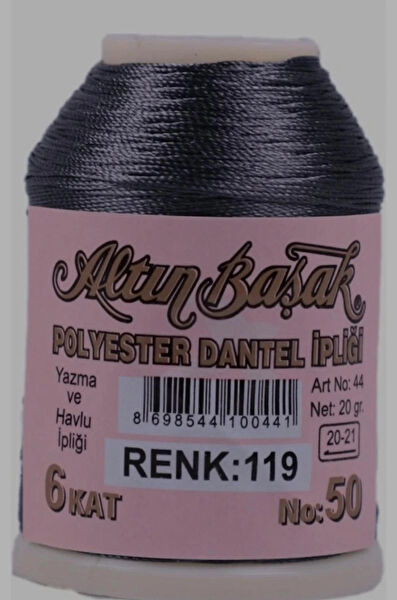 Altın Başak
POLYESTER DANTEL İPLİĞİ
Yazma
ve
Havlu
İpliği
8 698544 100441
Art No: 44
Net: 20 gr.
20-21
RENK:119
6 KAT
No: 50